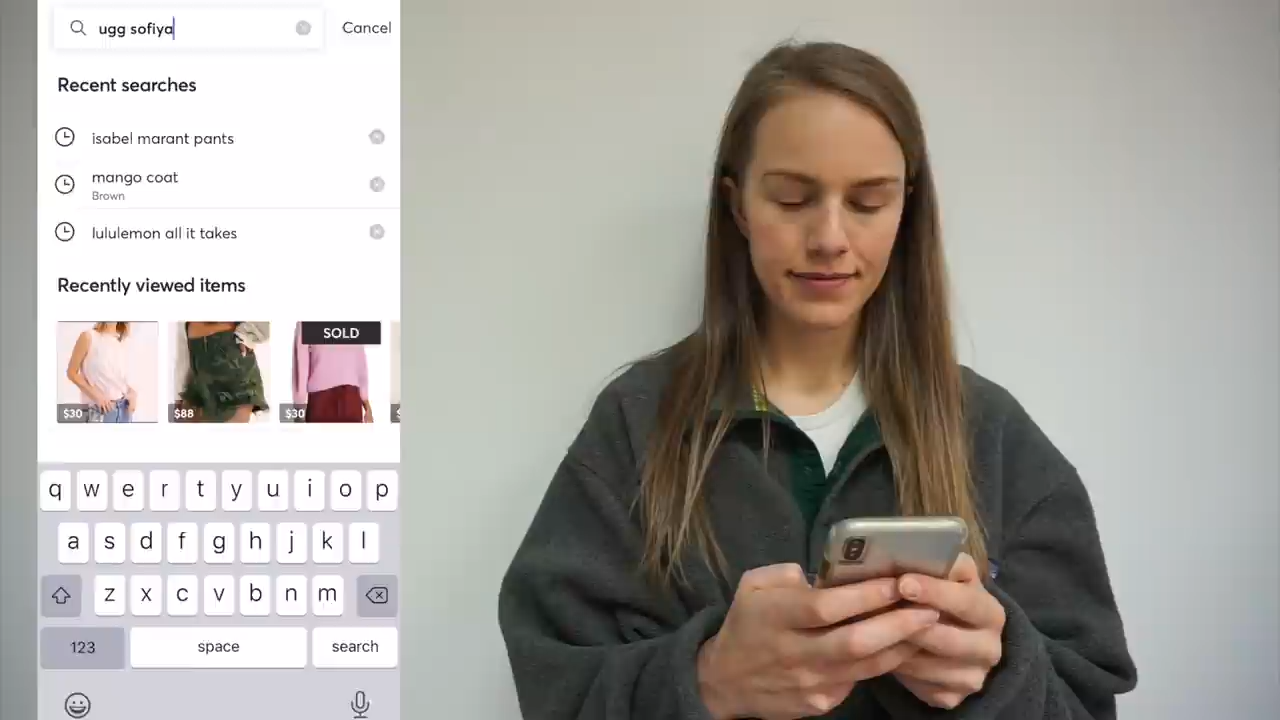 ugg sofiya
Cancel
Recent searches
isabel marant pants
mango coat
Brown
lululemon all it takes
Recently viewed items
SOLD
$30
$88
$30
q w e r t y u i o p
a s d f g h j k l
z x c v b n m
123
space
search